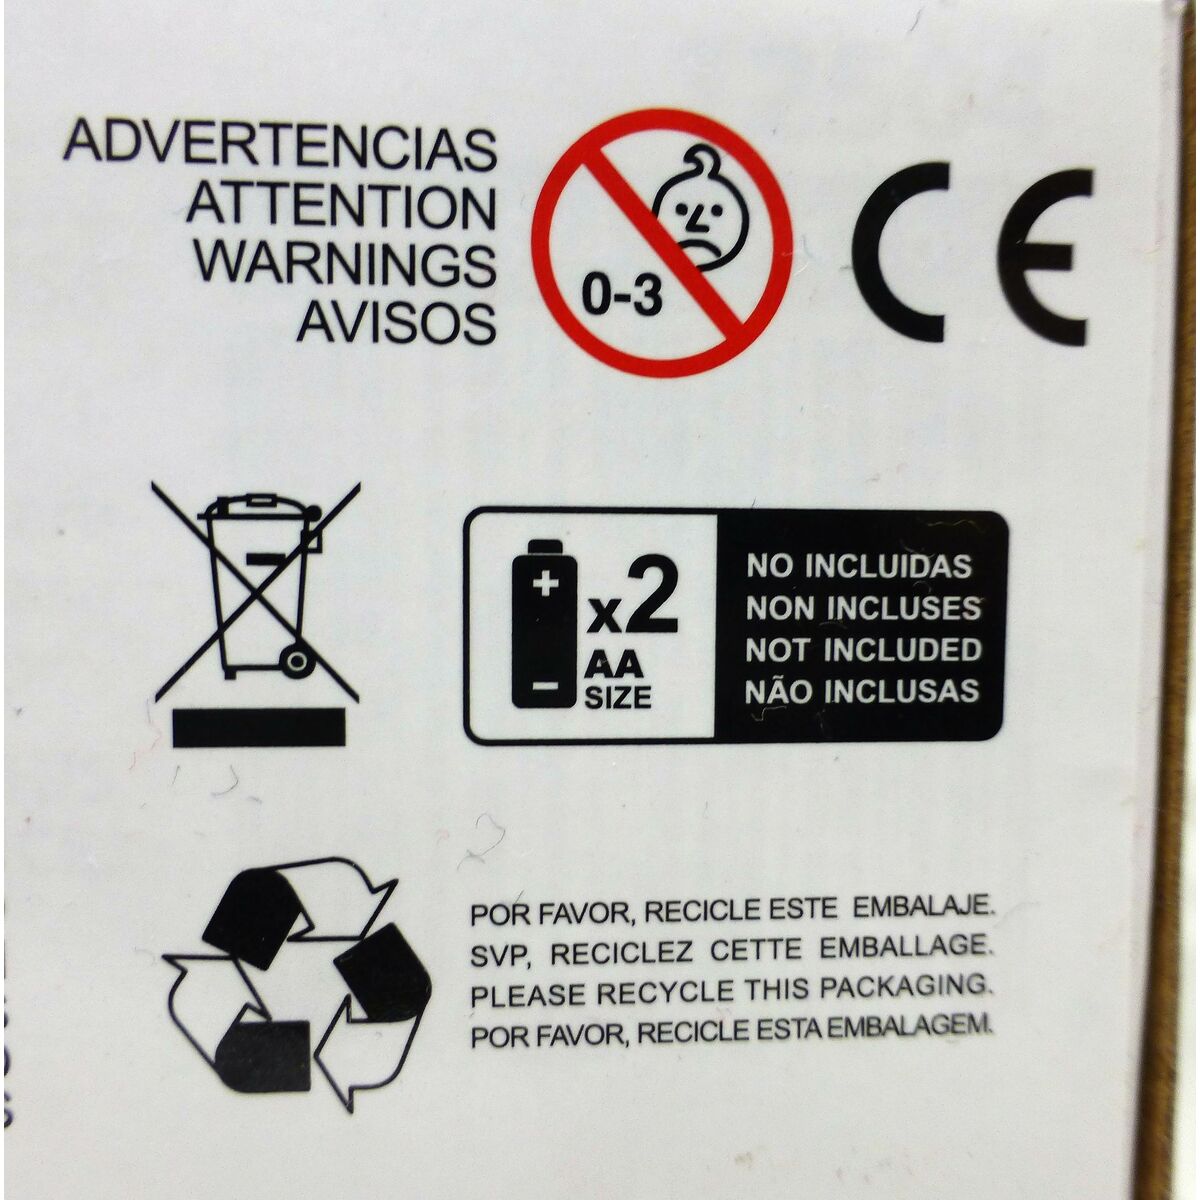 ADVERTENCIAS
ATTENTION
WARNINGS
AVISOS
0-3
CE
+
x2
AA
SIZE
NO INCLUIDAS
NON INCLUSES
NOT INCLUDED
NÃO INCLUSAS
POR FAVOR, RECICLE ESTE EMBALAJE.
SVP, RECICLEZ CETTE EMBALLAGE.
PLEASE RECYCLE THIS PACKAGING.
POR FAVOR, RECICLE ESTA EMBALAGEM.